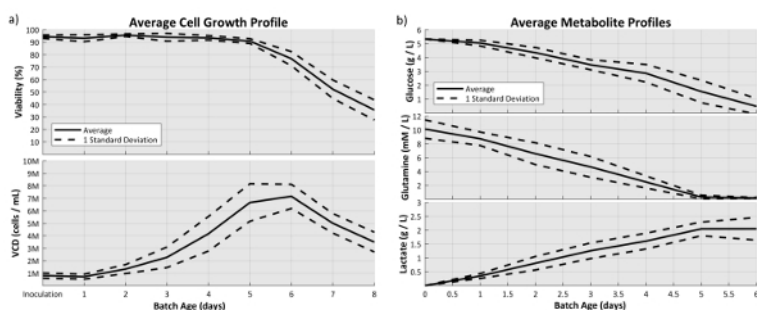 a)
Average Cell Growth Profile
100
90
80
70
60
50
40
30
20
10
Viability (%)
Average
1 Standard Deviation
10M
9M
8M
7M
6M
5M
4M
3M
2M
1M
VCD (cells / mL)
Inoculation 1 2 3 4 5 6 7 8
Batch Age (days)
b)
Average Metabolite Profiles
6
5
4
3
2
1
Glucose (g / L)
Average
1 Standard Deviation
12
10
8
6
4
2
Glutamine (mM / L)
3
2.5
2
1.5
1
0.5
Lactate (g / L)
0 0.5 1 1.5 2 2.5 3 3.5 4 4.5 5 5.5 6
Batch Age (days)